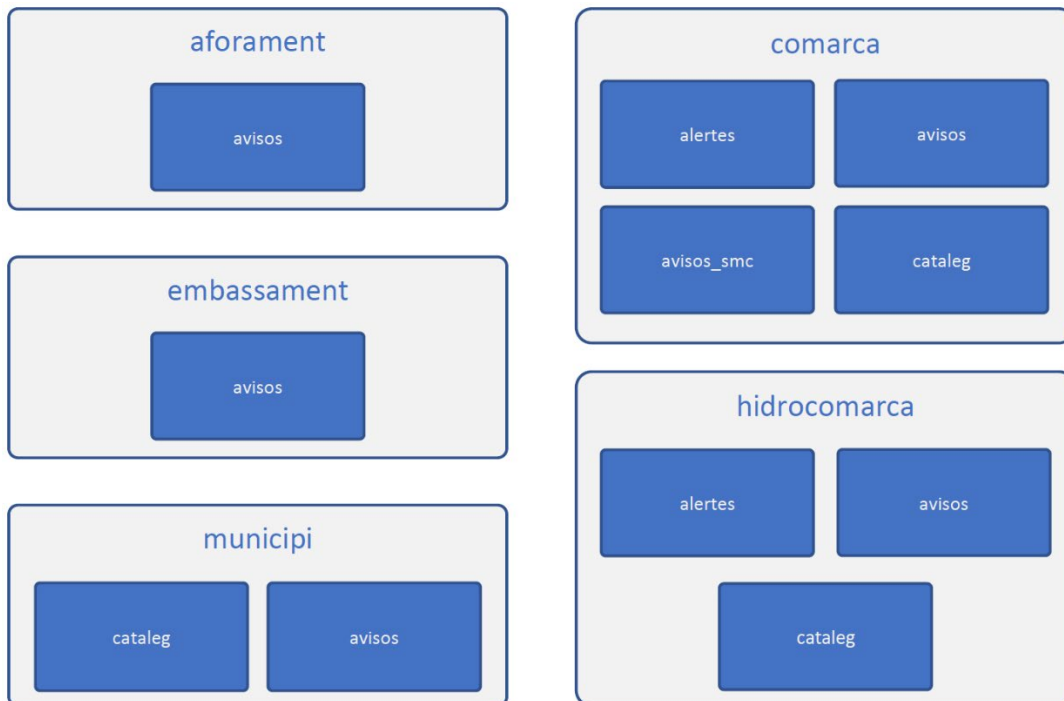 aforament
avisos
embassament
avisos
municipi
cataleg
avisos
comarca
alertes
avisos
avisos_smc
cataleg
hidrocomarca
alertes
avisos
cataleg